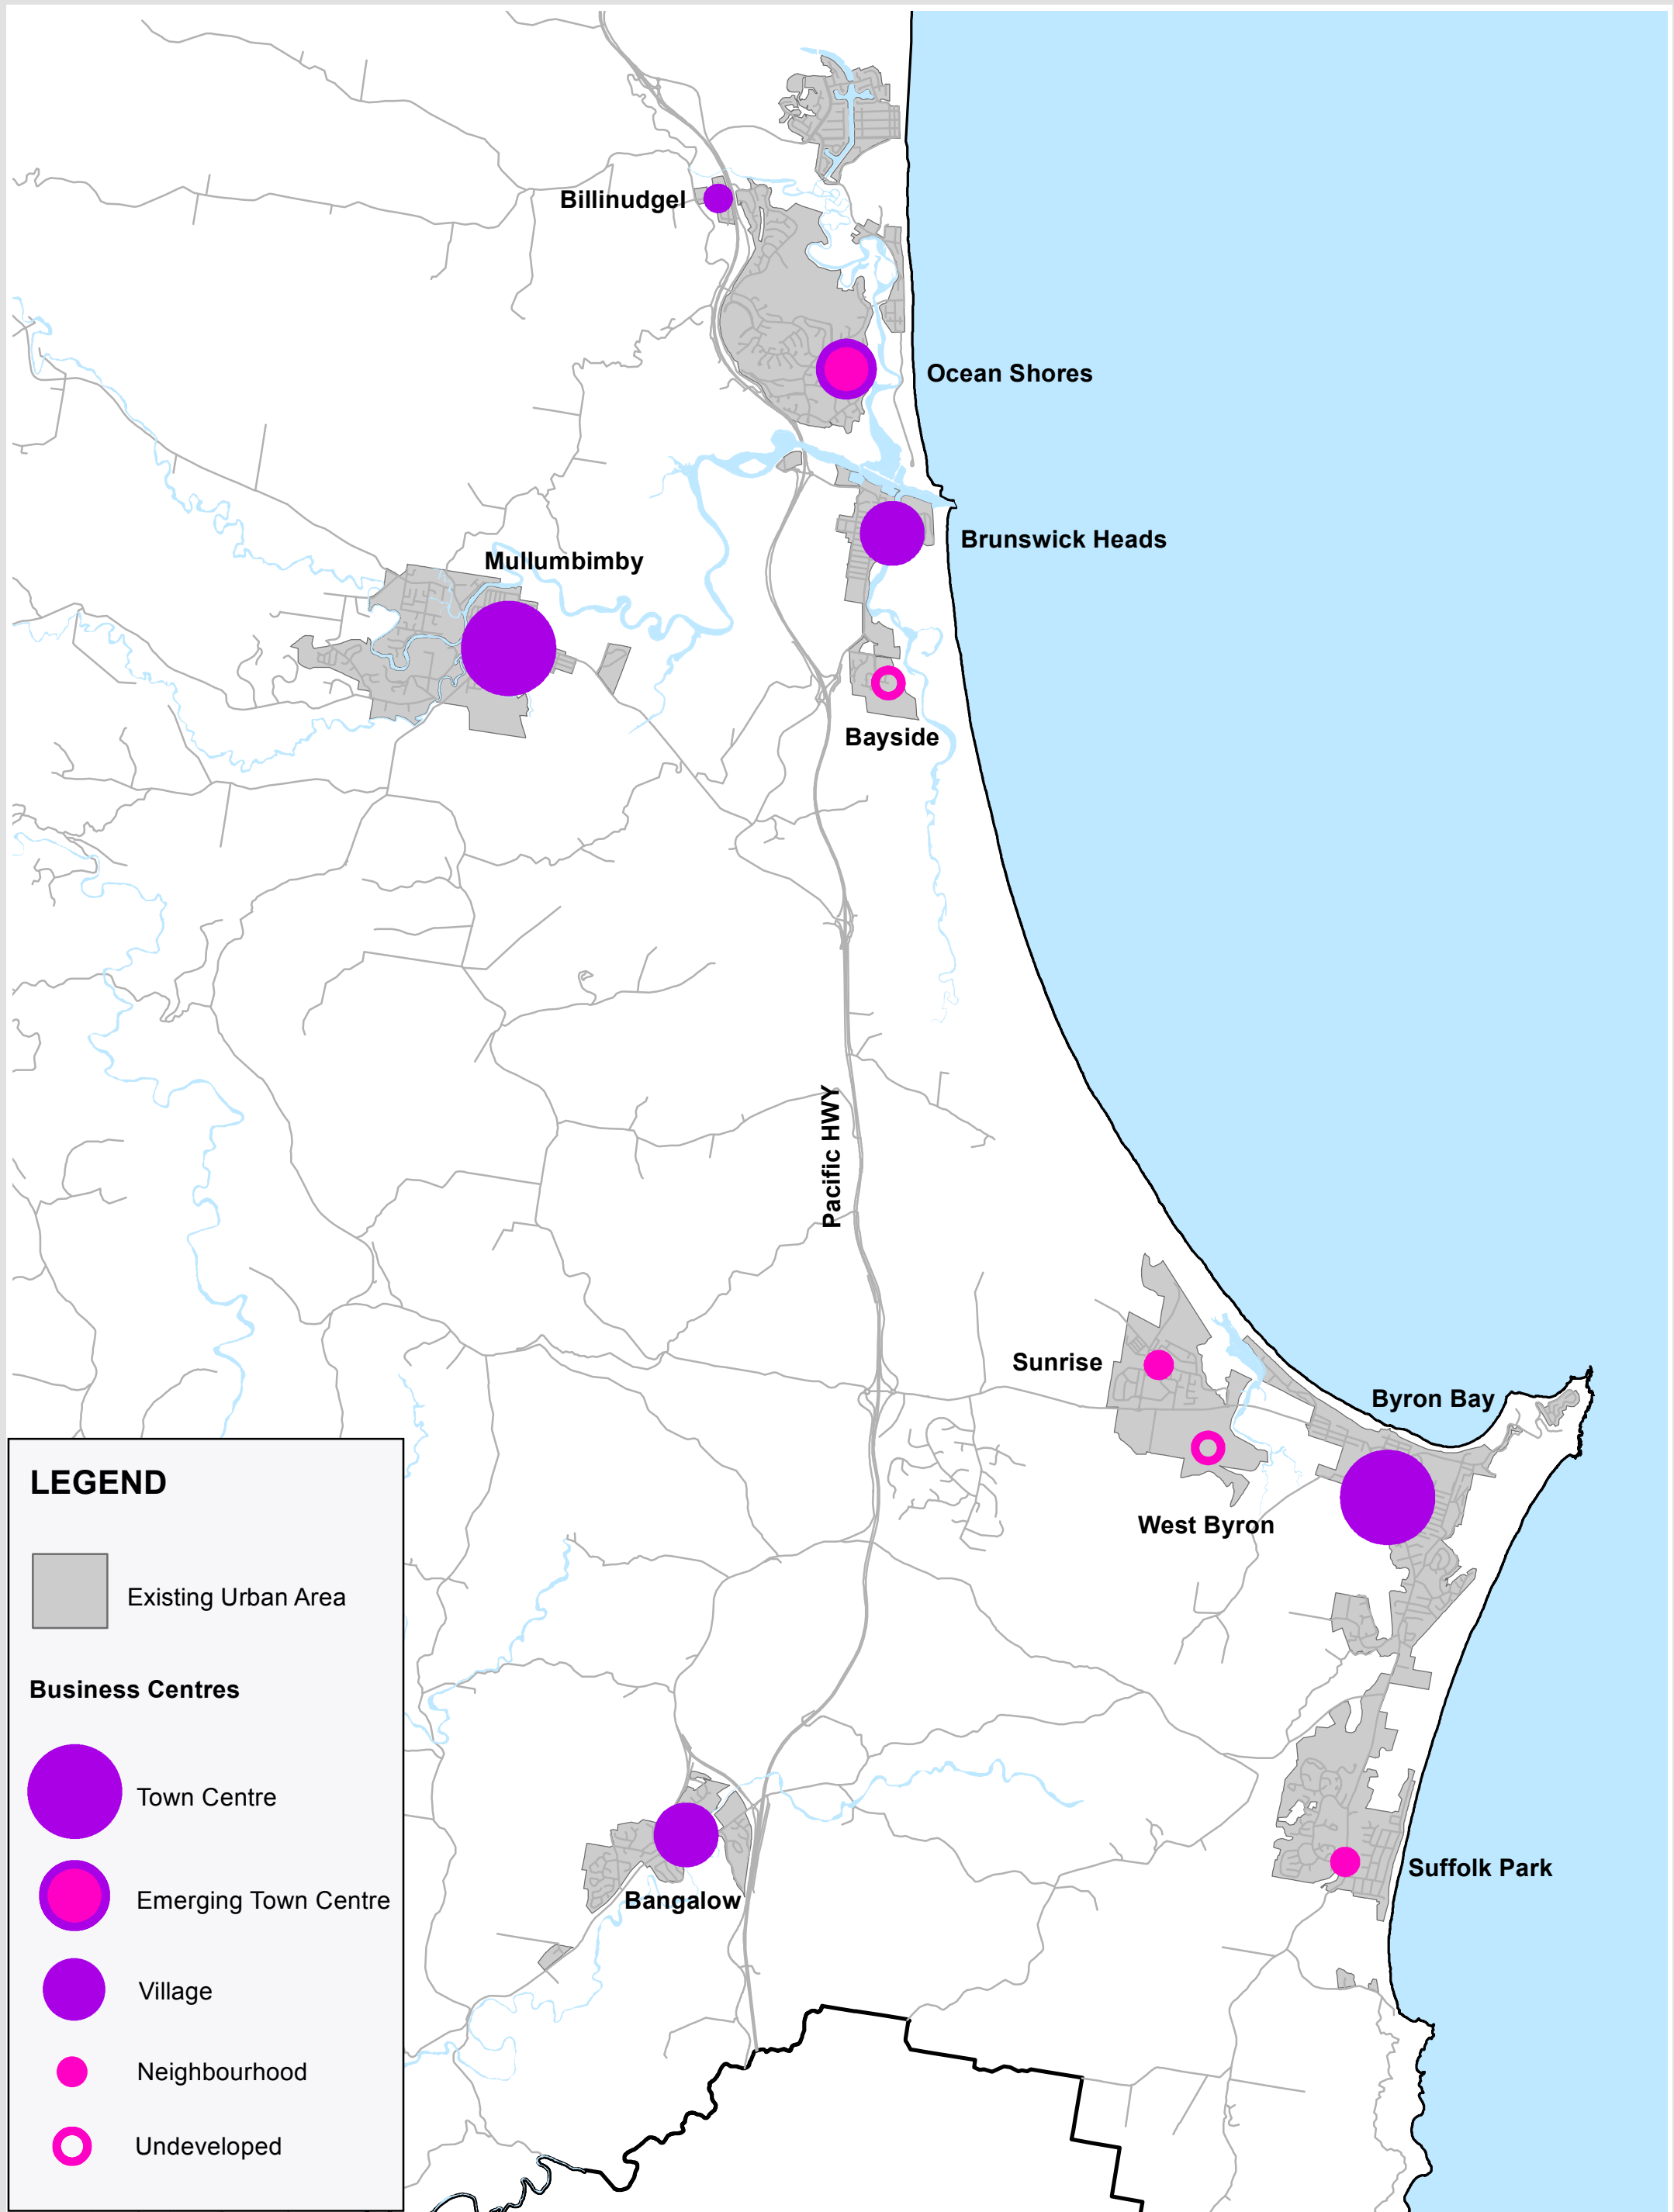 Billinudgel
Ocean Shores
Brunswick Heads
Mullumbimby
Bayside
Pacific HWY
Sunrise
Byron Bay
West Byron
Suffolk Park
Bangalow
LEGEND
Existing Urban Area
Business Centres
Town Centre
Emerging Town Centre
Village
Neighbourhood
Undeveloped